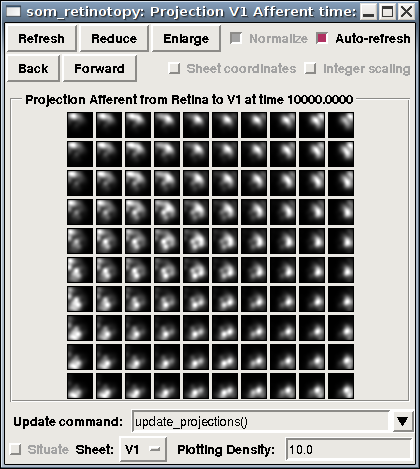 som_retinotopy: Projection V1 Afferent time:
Refresh Reduce Enlarge Normalize Auto-refresh
Back Forward Sheet coordinates Integer scaling
Projection Afferent from Retina to V1 at time 10000.0000
Update command: update_projections()
Situate Sheet: V1 Plotting Density: 10.0